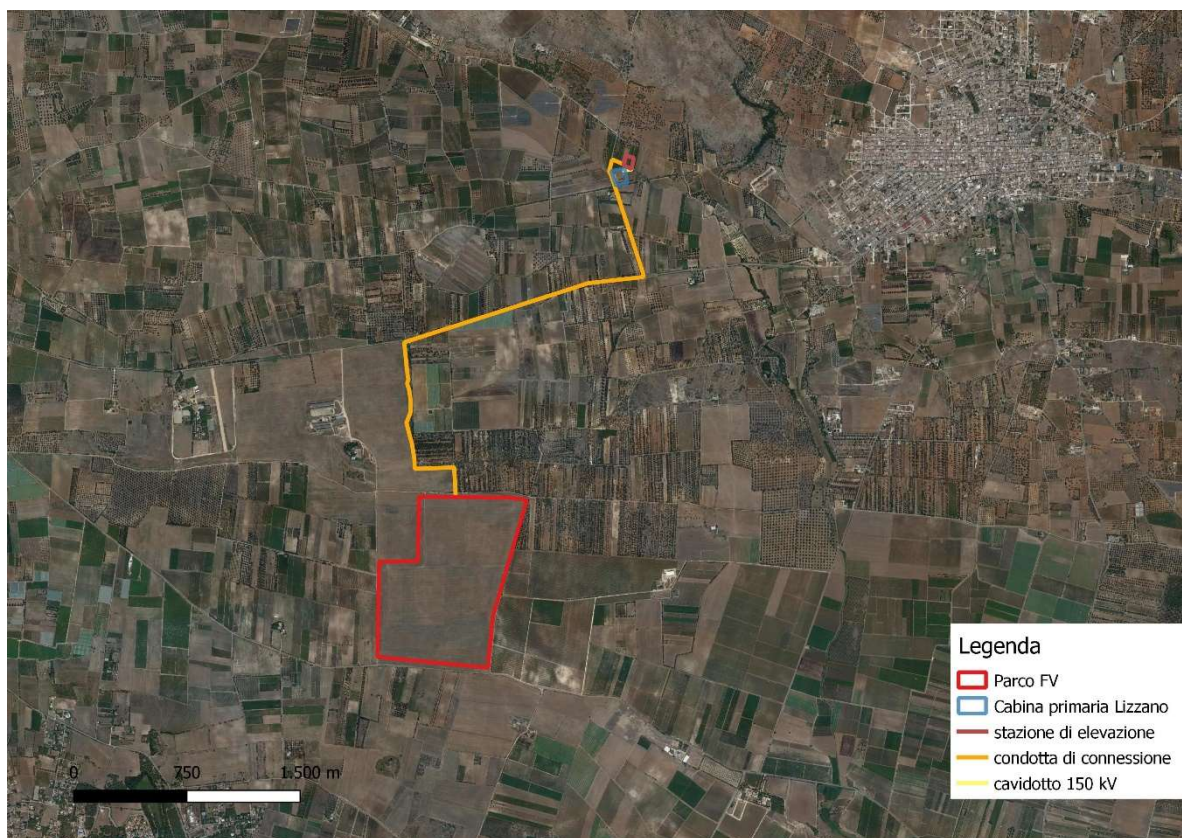 Legenda
Parco FV
Cabina primaria Lizzano
stazione di elevazione
condotta di connessione
cavidotto 150 kV
0 750 1.500 m